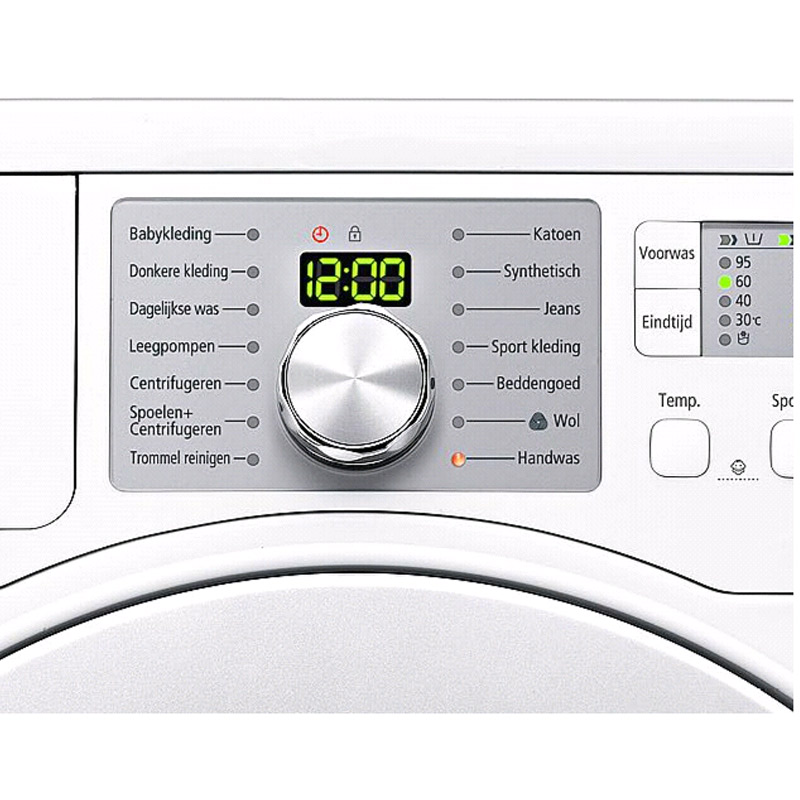 Babykleding
Donkere kleding
Dagelijkse was
Leegpompen
Centrifugeren
Spoelen+
Centrifugeren
Trommel reinigen
12:00
Katoen
Synthetisch
Jeans
Sport kleding
Beddengoed
Wol
Handwas
Voorwas
Eindtijd
95
60
40
30°c
Temp.
Spo